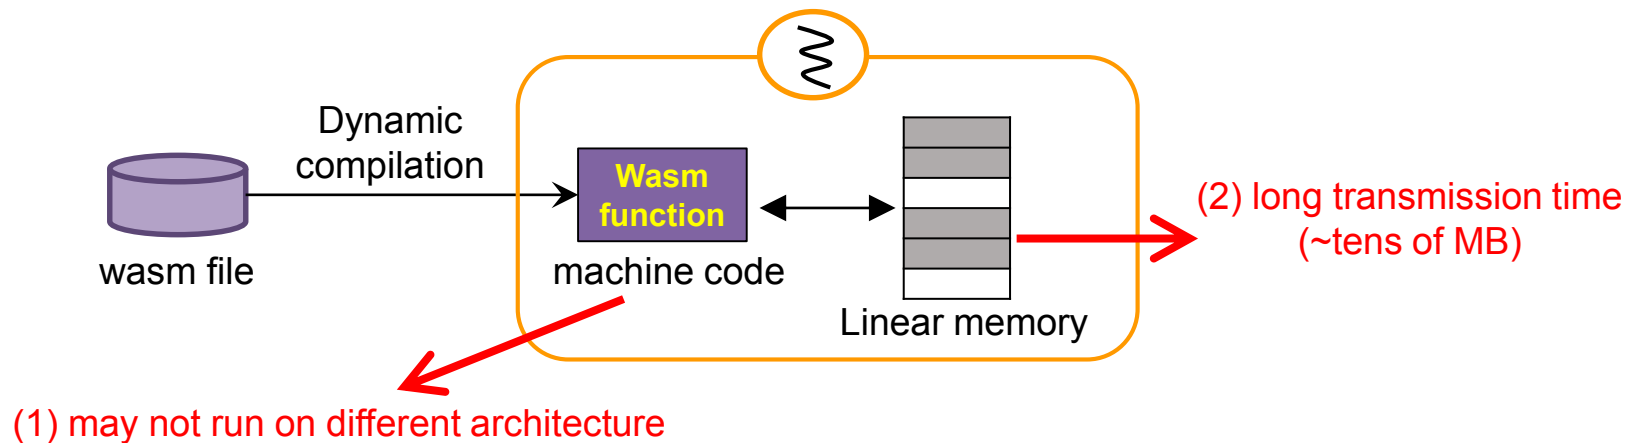 Dynamic
compilation
wasm file
Wasm
function
machine code
Linear memory
(2) long transmission time
(~tens of MB)
(1) may not run on different architecture